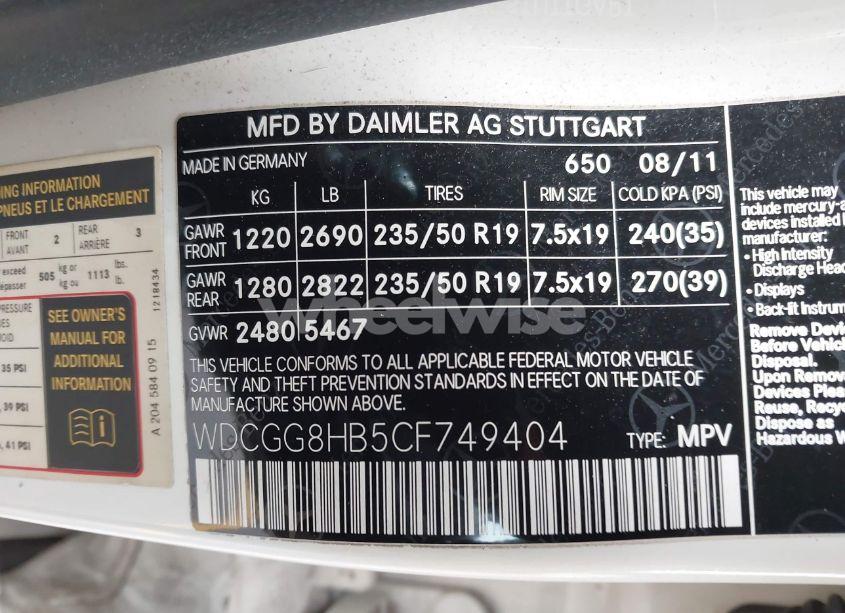 ING INFORMATION
PNEUS ET LE CHARGEMENT
FRONT AVANT 2 REAR ARRIÈRE 3
exceed 505 kg or kg ou 1113 lbs. lb.
1218434
PRESSURE
35 PSI
39 PSI
41 PSI
SEE OWNER'S
MANUAL FOR
ADDITIONAL
INFORMATION
A 204 584 09 15
MFD BY DAIMLER AG STUTTGART
MADE IN GERMANY 650 08/11
KG LB TIRES RIM SIZE COLD KPA (PSI)
GAWR FRONT 1220 2690 235/50 R19 7.5x19 240(35)
GAWR REAR 1280 2822 235/50 R19 7.5x19 270(39)
GVWR 2480 5467
wheelwise
THIS VEHICLE CONFORMS TO ALL APPLICABLE FEDERAL MOTOR VEHICLE
SAFETY AND THEFT PREVENTION STANDARDS IN EFFECT ON THE DATE OF
MANUFACTURE SHOWN ABOVE.
WDCGG8HB5CF749404 TYPE: MPV
This vehicle may
include mercury-a
devices installed b
manufacturer:
• High Intensity
Discharge Head
• Displays
• Back-lit Instrum
Remove Devic
Before Vehicle
Disposal.
Upon Remova
Devices Pleas
Reuse, Recyc
Dispose as
Hazardous W